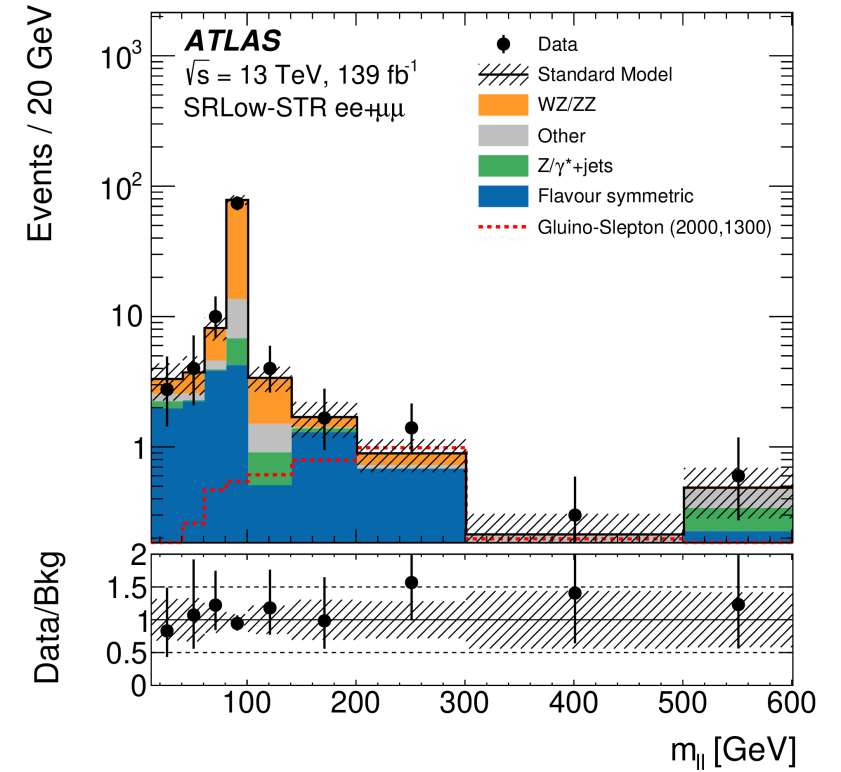 Events / 20 GeV
10³
10²
10
1
ATLAS
√s = 13 TeV, 139 fb⁻¹
SRLow-STR ee+μμ
Data
Standard Model
WZ/ZZ
Other
Z/γ*+jets
Flavour symmetric
Gluino-Slepton (2000,1300)
Data/Bkg
2
1.5
1
0.5
0
100 200 300 400 500 600
m_ll [GeV]